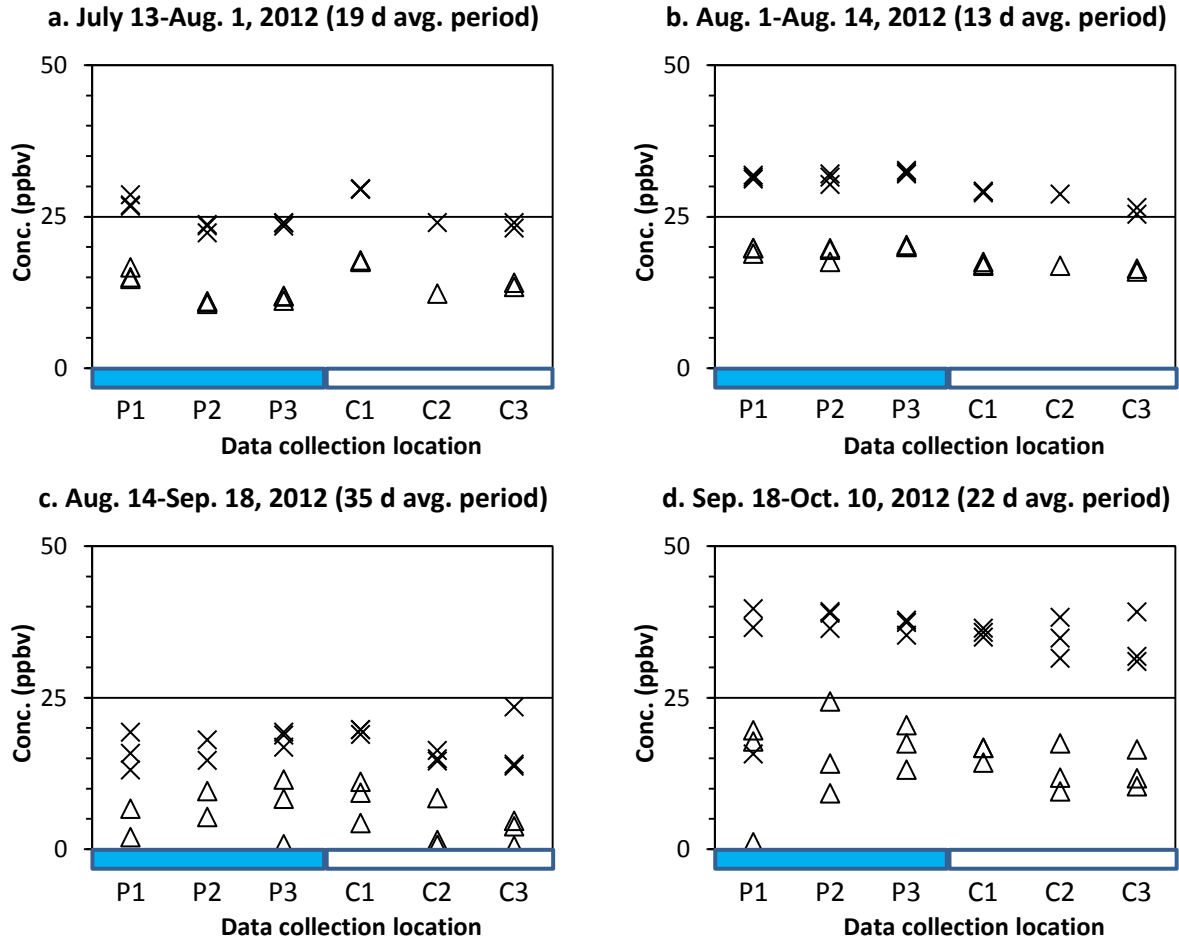 a. July 13-Aug. 1, 2012 (19 d avg. period)
50
25
0
Conc. (ppbv)
P1 P2 P3 C1 C2 C3
Data collection location
b. Aug. 1-Aug. 14, 2012 (13 d avg. period)
50
25
0
Conc. (ppbv)
P1 P2 P3 C1 C2 C3
Data collection location
c. Aug. 14-Sep. 18, 2012 (35 d avg. period)
50
25
0
Conc. (ppbv)
P1 P2 P3 C1 C2 C3
Data collection location
d. Sep. 18-Oct. 10, 2012 (22 d avg. period)
50
25
0
Conc. (ppbv)
P1 P2 P3 C1 C2 C3
Data collection location